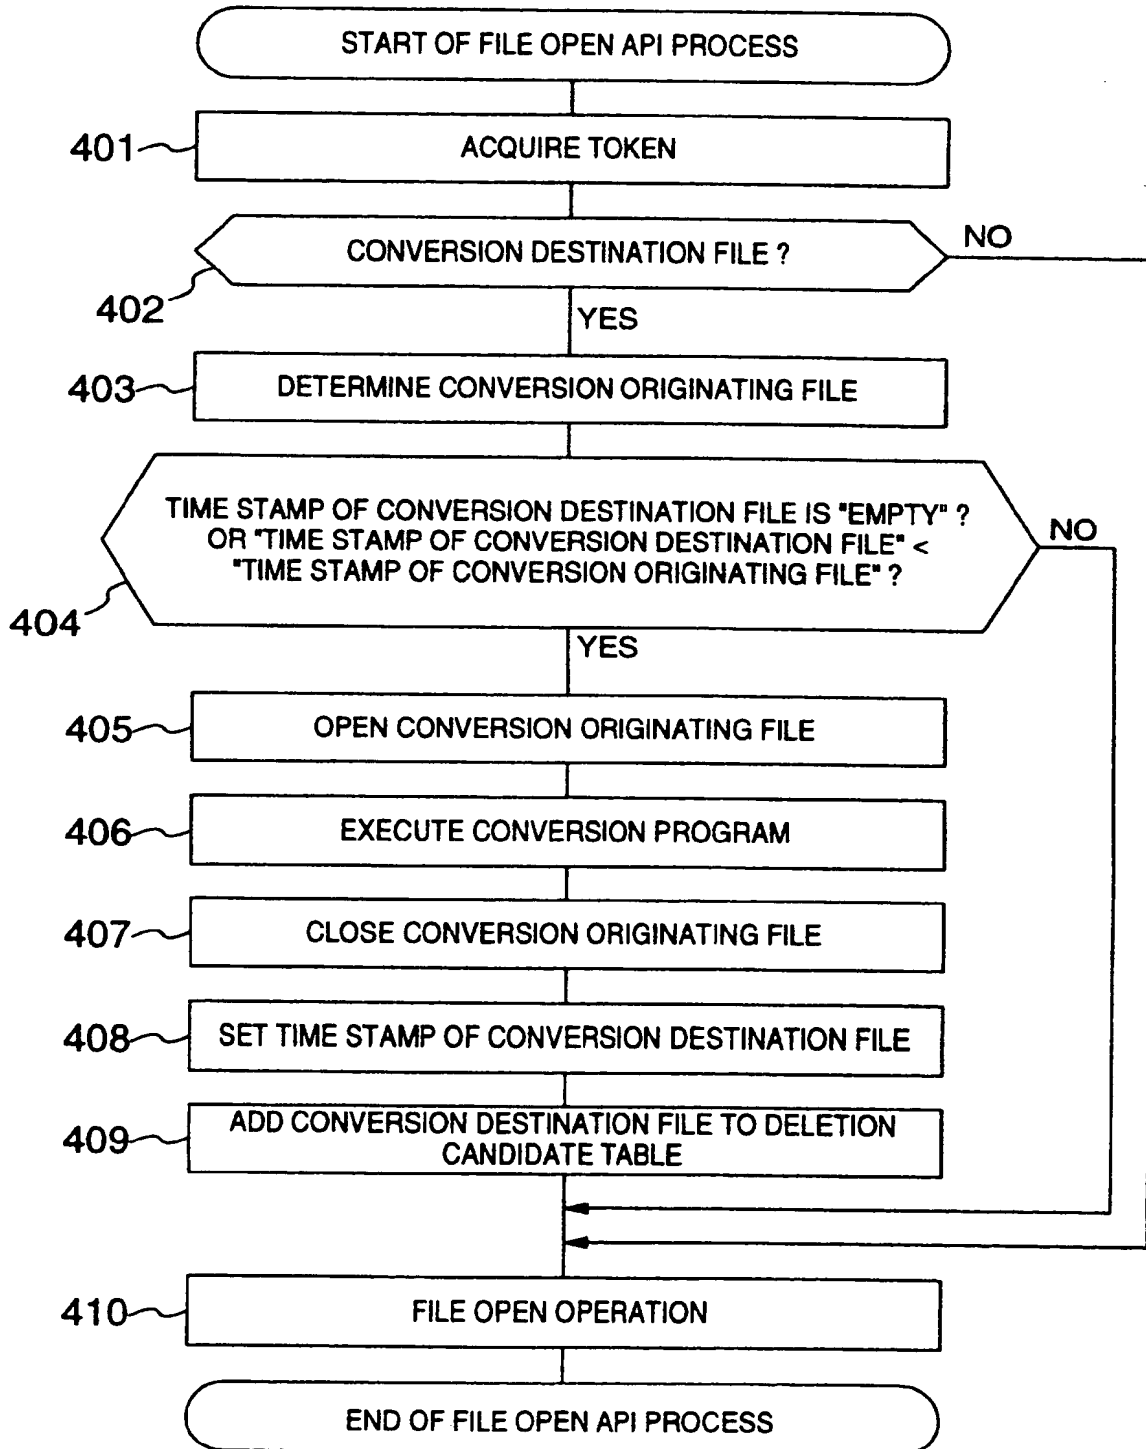 START OF FILE OPEN API PROCESS
401
ACQUIRE TOKEN
CONVERSION DESTINATION FILE ?
NO
402
YES
403
DETERMINE CONVERSION ORIGINATING FILE
TIME STAMP OF CONVERSION DESTINATION FILE IS "EMPTY" ?
OR "TIME STAMP OF CONVERSION DESTINATION FILE" <
"TIME STAMP OF CONVERSION ORIGINATING FILE" ?
NO
404
YES
405
OPEN CONVERSION ORIGINATING FILE
406
EXECUTE CONVERSION PROGRAM
407
CLOSE CONVERSION ORIGINATING FILE
408
SET TIME STAMP OF CONVERSION DESTINATION FILE
409
ADD CONVERSION DESTINATION FILE TO DELETION
CANDIDATE TABLE
410
FILE OPEN OPERATION
END OF FILE OPEN API PROCESS